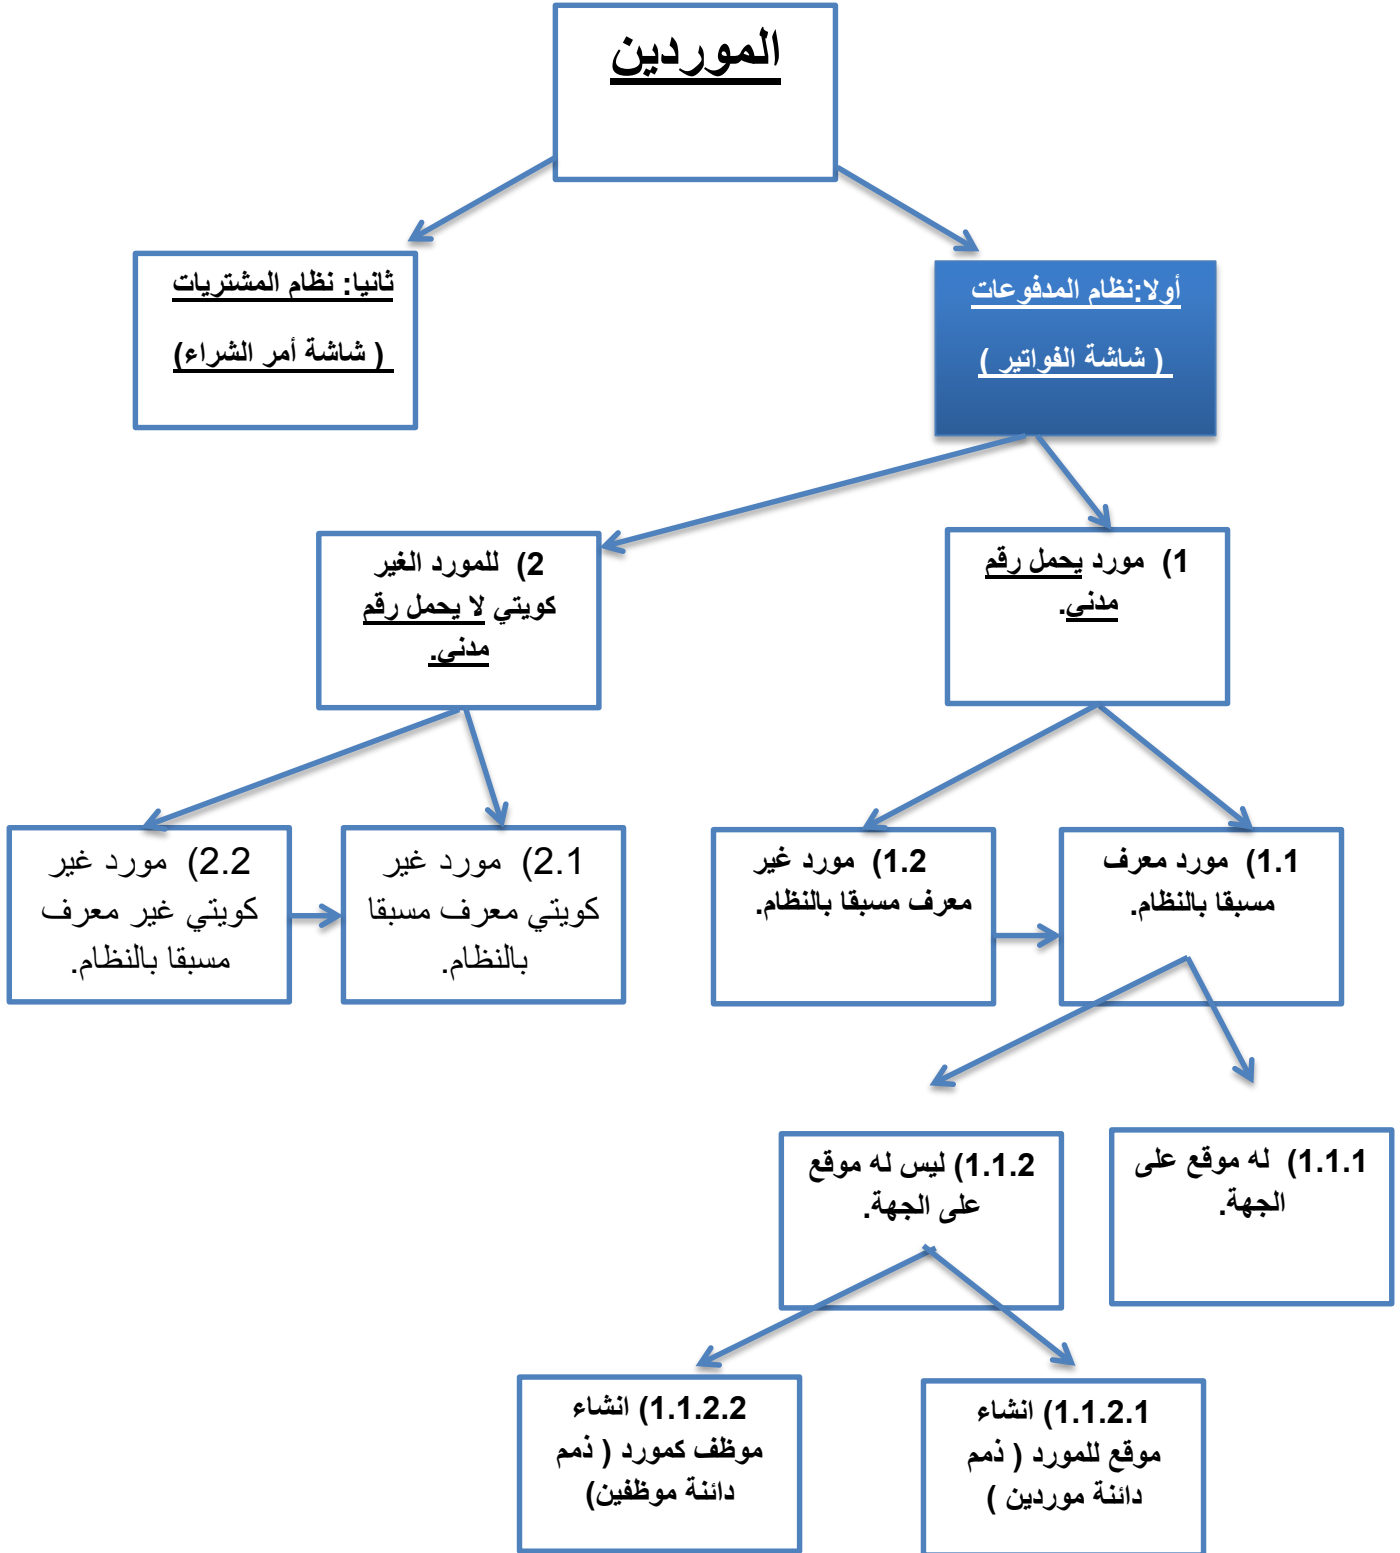 الموردين
أولا:نظام المدفوعات
( شاشة الفواتير )
ثانيا: نظام المشتريات
( شاشة أمر الشراء)
1) مورد يحمل رقم
مدني.
2) للمورد الغير
كويتي لا يحمل رقم
مدني.
1.1) مورد معرف
مسبقا بالنظام.
1.2) مورد غير
معرف مسبقا بالنظام.
2.1) مورد غير
كويتي معرف مسبقا
بالنظام.
2.2) مورد غير
كويتي غير معرف
مسبقا بالنظام.
1.1.1) له موقع على
الجهة.
1.1.2) ليس له موقع
على الجهة.
1.1.2.1) انشاء
موقع للمورد ( ذمم
دائنة موردين )
1.1.2.2) انشاء
موظف كمورد ( ذمم
دائنة موظفين)